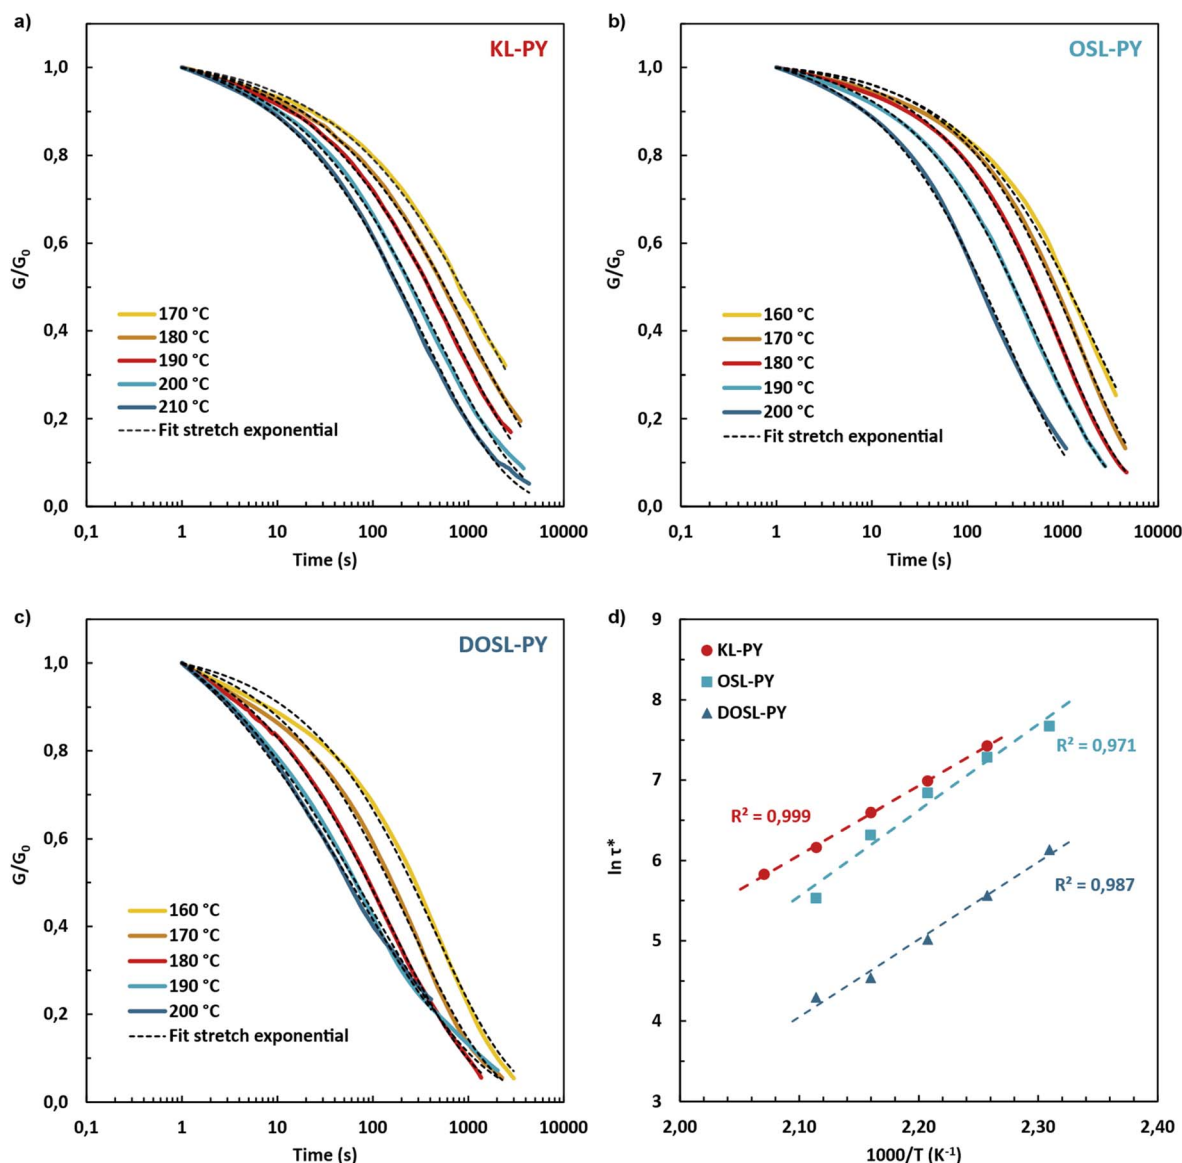 a)
KL-PY
1,0
0,8
0,6
0,4
0,2
0,0
G/G0
170 °C
180 °C
190 °C
200 °C
210 °C
Fit stretch exponential
0,1
1
10
100
1000
10000
Time (s)
b)
OSL-PY
1,0
0,8
0,6
0,4
0,2
0,0
G/G0
160 °C
170 °C
180 °C
190 °C
200 °C
Fit stretch exponential
0,1
1
10
100
1000
10000
Time (s)
c)
DOSL-PY
1,0
0,8
0,6
0,4
0,2
0,0
G/G0
160 °C
170 °C
180 °C
190 °C
200 °C
Fit stretch exponential
0,1
1
10
100
1000
10000
Time (s)
d)
9
8
7
6
5
4
3
ln τ*
KL-PY
OSL-PY
DOSL-PY
R² = 0,971
R² = 0,999
R² = 0,987
2,00
2,10
2,20
2,30
2,40
1000/T (K⁻¹)